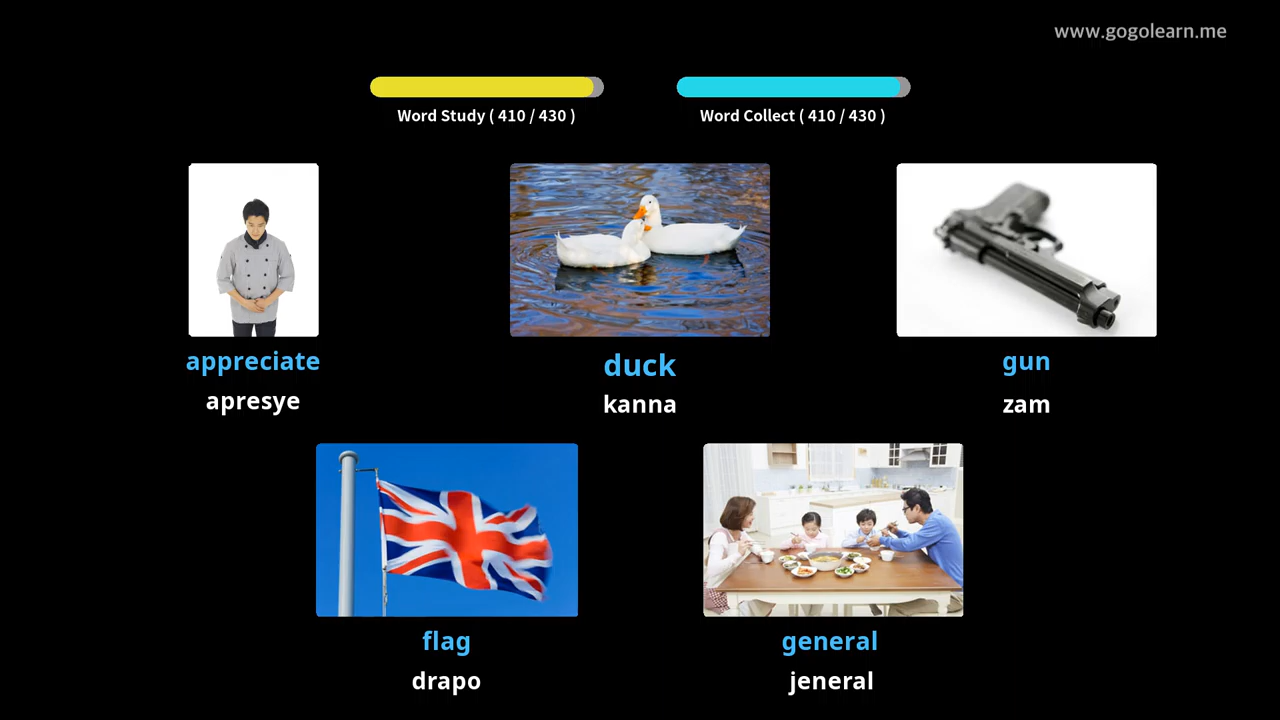 www.gogolearn.me
Word Study ( 410 / 430 )
Word Collect ( 410 / 430 )
appreciate
apresye
duck
kanna
gun
zam
flag
drapo
general
jeneral